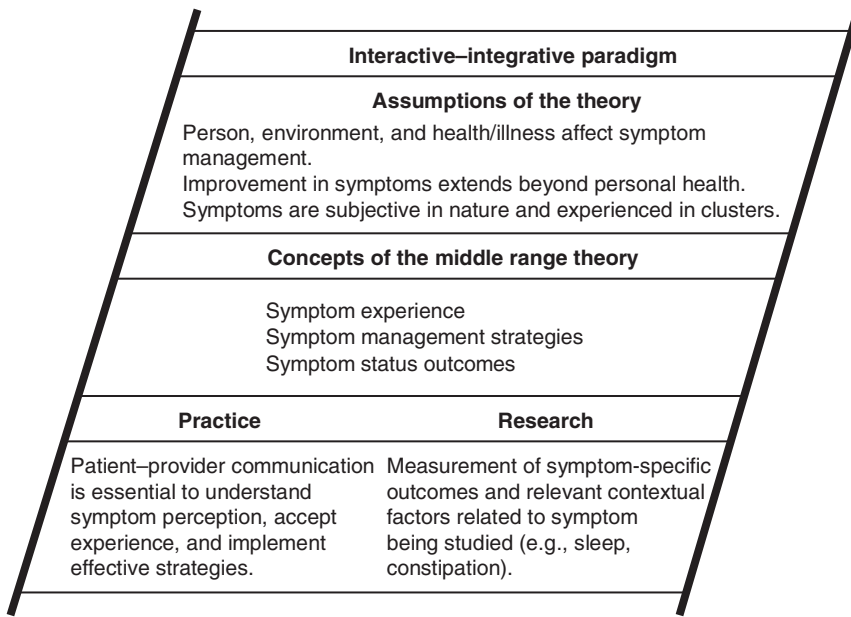 Interactive–integrative paradigm
Assumptions of the theory
Person, environment, and health/illness affect symptom
management.
Improvement in symptoms extends beyond personal health.
Symptoms are subjective in nature and experienced in clusters.
Concepts of the middle range theory
Symptom experience
Symptom management strategies
Symptom status outcomes
Practice
Patient–provider communication
is essential to understand
symptom perception, accept
experience, and implement
effective strategies.
Research
Measurement of symptom-specific
outcomes and relevant contextual
factors related to symptom
being studied (e.g., sleep,
constipation).